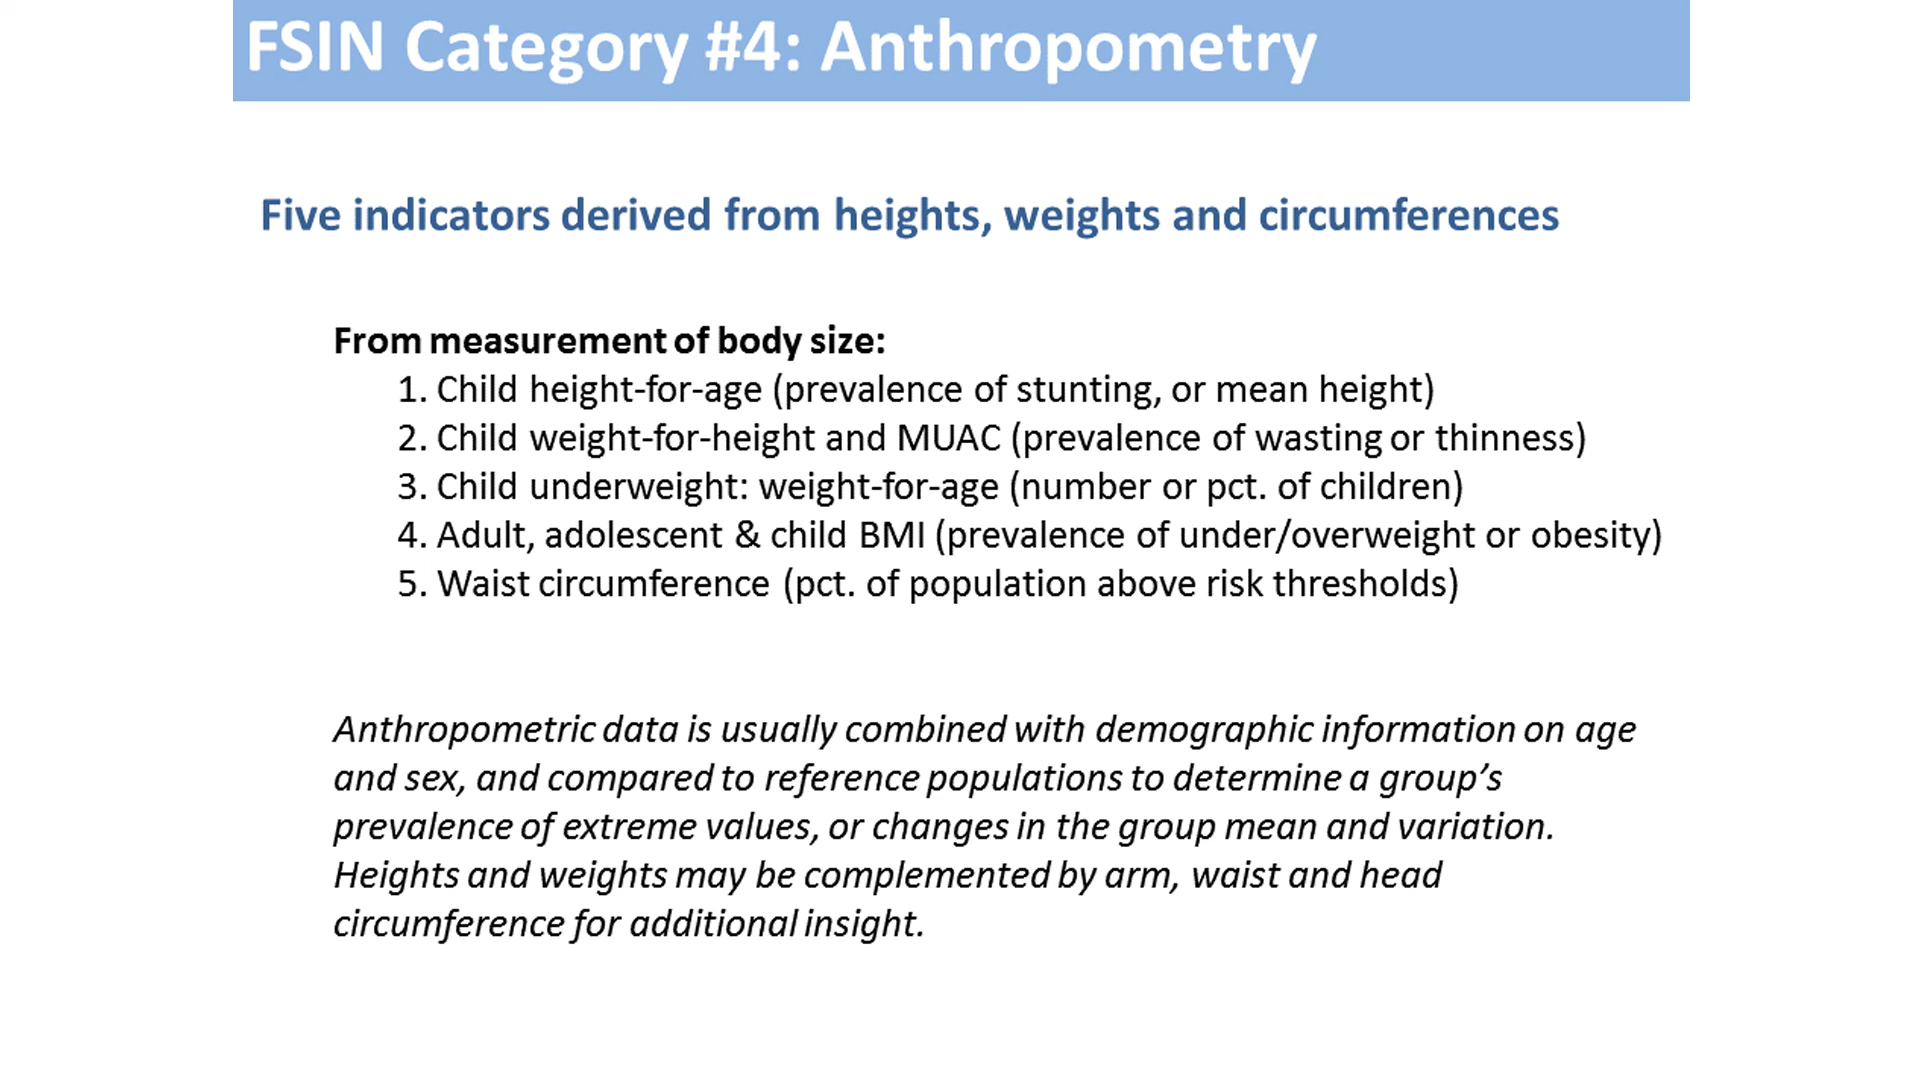 FSIN Category #4: Anthropometry
Five indicators derived from heights, weights and circumferences
From measurement of body size:
1. Child height-for-age (prevalence of stunting, or mean height)
2. Child weight-for-height and MUAC (prevalence of wasting or thinness)
3. Child underweight: weight-for-age (number or pct. of children)
4. Adult, adolescent & child BMI (prevalence of under/overweight or obesity)
5. Waist circumference (pct. of population above risk thresholds)
Anthropometric data is usually combined with demographic information on age
and sex, and compared to reference populations to determine a group’s
prevalence of extreme values, or changes in the group mean and variation.
Heights and weights may be complemented by arm, waist and head
circumference for additional insight.